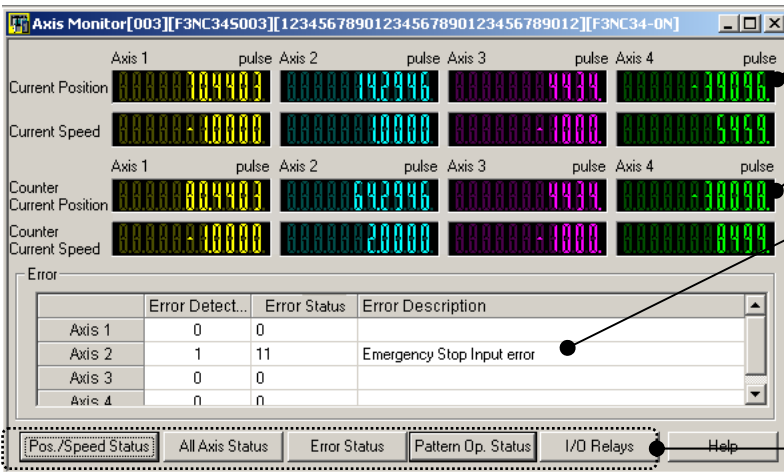 Axis Monitor[003][F3NC34S003][12345678901234567890123456789012][F3NC34-0N]
Axis 1 pulse Axis 2 pulse Axis 3 pulse Axis 4 pulse
Current Position 10.4403 14.2946 4434. -39096.
Current Speed -1.0000 1.0000 -1000. 5459.
Axis 1 pulse Axis 2 pulse Axis 3 pulse Axis 4 pulse
Counter
Current Position 00.4403 64.2946 4434. -30090.
Counter
Current Speed -1.0000 2.0000 -1000. 8499.
Error
Error Detect... Error Status Error Description
Axis 1 0 0
Axis 2 1 11 Emergency Stop Input error
Axis 3 0 0
Axis 4 0 0
Pos./Speed Status All Axis Status Error Status Pattern Op. Status I/O Relays Help